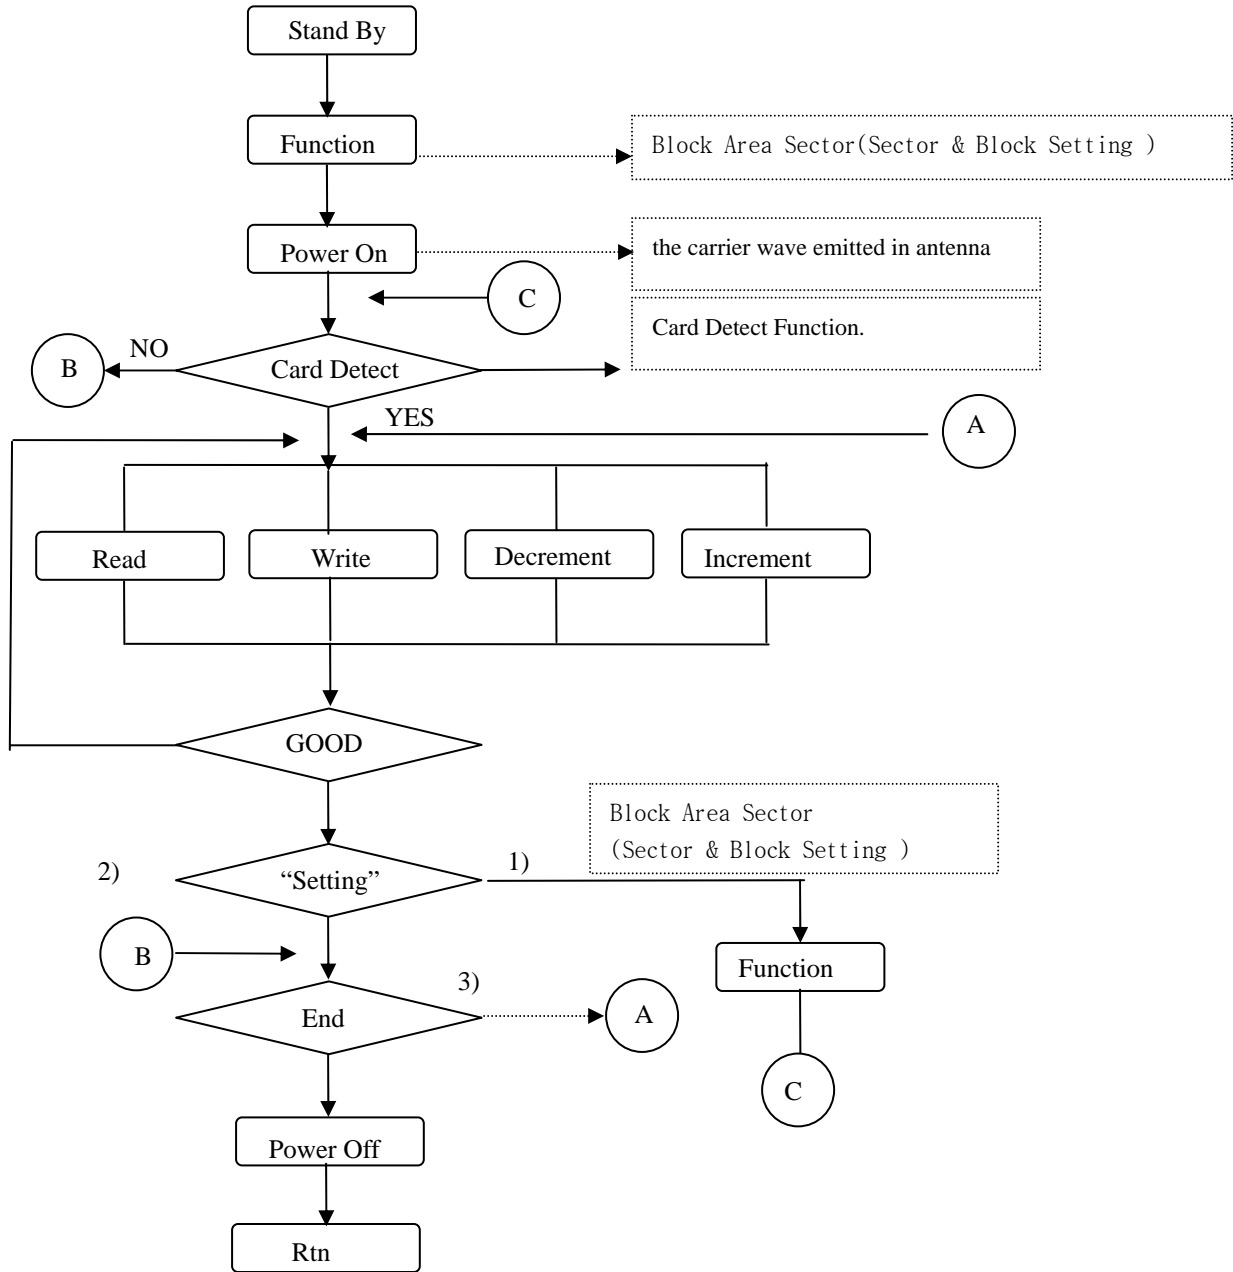 Stand By
Function
Block Area Sector(Sector & Block Setting )
Power On
the carrier wave emitted in antenna
C
Card Detect Function.
B
NO
Card Detect
YES
A
Read
Write
Decrement
Increment
GOOD
Block Area Sector
(Sector & Block Setting )
2)
“Setting”
1)
B
Function
3)
End
A
C
Power Off
Rtn